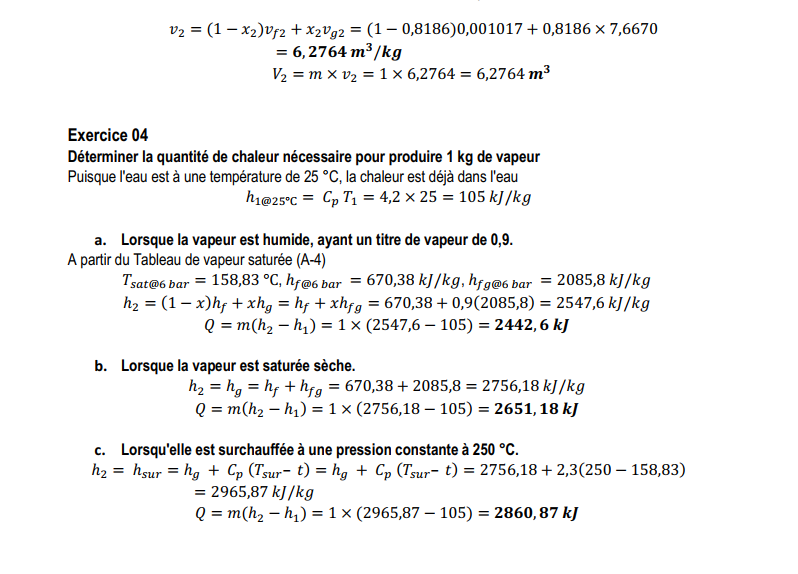 v₂ = (1 − x₂)v_f2 + x₂v_g2 = (1 − 0,8186)0,001017 + 0,8186 × 7,6670
= 6,2764 m³/kg
V₂ = m × v₂ = 1 × 6,2764 = 6,2764 m³
Exercice 04
Déterminer la quantité de chaleur nécessaire pour produire 1 kg de vapeur
Puisque l'eau est à une température de 25 °C, la chaleur est déjà dans l'eau
h₁@25°C = C_p T₁ = 4,2 × 25 = 105 kJ/kg
a. Lorsque la vapeur est humide, ayant un titre de vapeur de 0,9.
A partir du Tableau de vapeur saturée (A-4)
T_sat@6 bar = 158,83 °C, h_f@6 bar = 670,38 kJ/kg, h_fg@6 bar = 2085,8 kJ/kg
h₂ = (1 − x)h_f + xh_g = h_f + xh_fg = 670,38 + 0,9(2085,8) = 2547,6 kJ/kg
Q = m(h₂ − h₁) = 1 × (2547,6 − 105) = 2442,6 kJ
b. Lorsque la vapeur est saturée sèche.
h₂ = h_g = h_f + h_fg = 670,38 + 2085,8 = 2756,18 kJ/kg
Q = m(h₂ − h₁) = 1 × (2756,18 − 105) = 2651,18 kJ
c. Lorsqu'elle est surchauffée à une pression constante à 250 °C.
h₂ = h_sur = h_g + C_p (T_sur− t) = h_g + C_p (T_sur− t) = 2756,18 + 2,3(250 − 158,83)
= 2965,87 kJ/kg
Q = m(h₂ − h₁) = 1 × (2965,87 − 105) = 2860,87 kJ